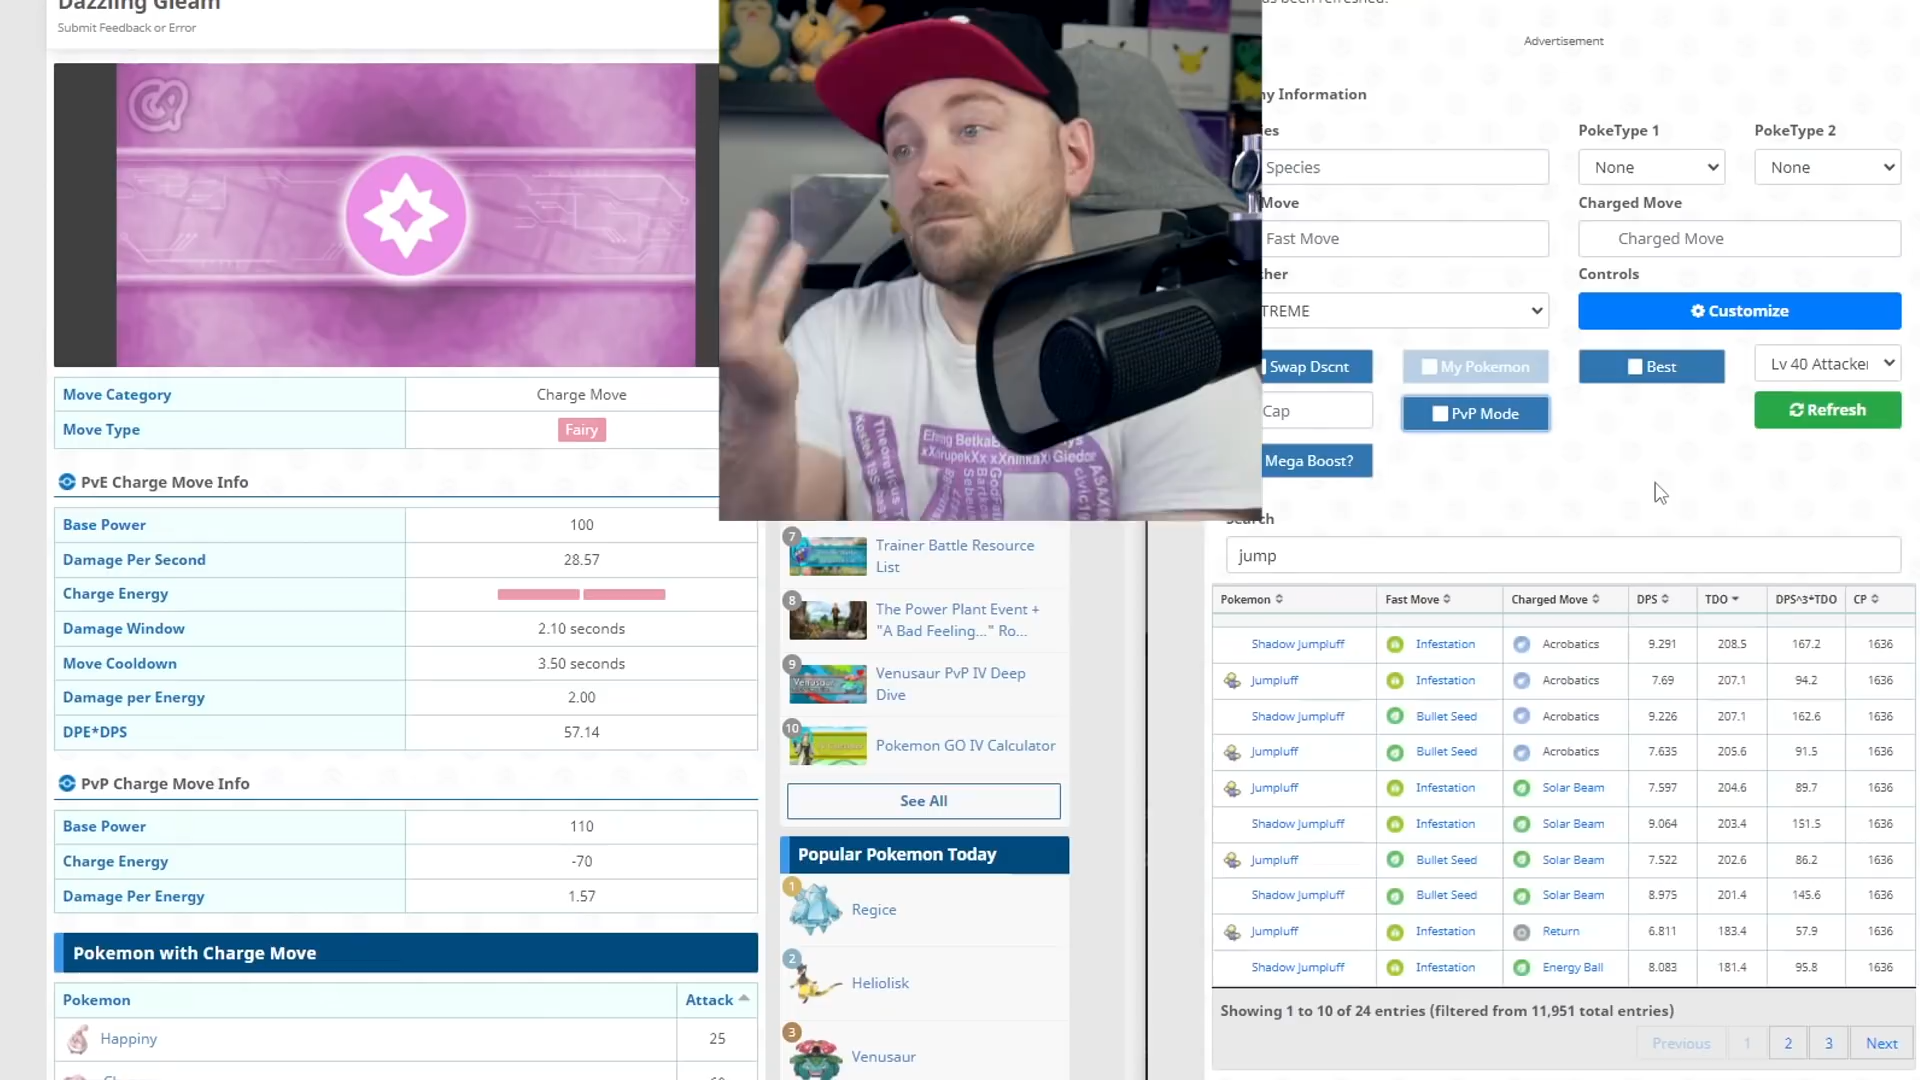 Dazzling Gleam
Submit Feedback or Error
Move Category
Charge Move
Move Type
Fairy
PvE Charge Move Info
Base Power
100
Damage Per Second
28.57
Charge Energy
Damage Window
2.10 seconds
Move Cooldown
3.50 seconds
Damage per Energy
2.00
DPE*DPS
57.14
PvP Charge Move Info
Base Power
110
Charge Energy
-70
Damage Per Energy
1.57
Pokemon with Charge Move
Pokemon
Attack
Happiny
25
7
Trainer Battle Resource
List
8
The Power Plant Event +
"A Bad Feeling..." Ro...
9
Venusaur PvP IV Deep
Dive
10
Pokemon GO IV Calculator
See All
Popular Pokemon Today
1
Regice
2
Heliolisk
3
Venusaur
been refreshed.
Advertisement
Information
PokeType 1
PokeType 2
Species
None
None
Move
Charged Move
Fast Move
Charged Move
Controls
TREME
Customize
Swap Dscnt
My Pokemon
Best
Lv 40 Attacker
Cap
PvP Mode
Refresh
Mega Boost?
Search
jump
Pokemon Fast Move Charged Move DPS TDO DPS^3*TDO CP
Shadow Jumpluff Infestation Acrobatics 9.291 208.5 167.2 1636
Jumpluff Infestation Acrobatics 7.69 207.1 94.2 1636
Shadow Jumpluff Bullet Seed Acrobatics 9.226 207.1 162.6 1636
Jumpluff Bullet Seed Acrobatics 7.635 205.6 91.5 1636
Jumpluff Infestation Solar Beam 7.597 204.6 89.7 1636
Shadow Jumpluff Infestation Solar Beam 9.064 203.4 151.5 1636
Jumpluff Bullet Seed Solar Beam 7.522 202.6 86.2 1636
Shadow Jumpluff Bullet Seed Solar Beam 8.975 201.4 145.6 1636
Jumpluff Infestation Return 6.811 183.4 57.9 1636
Shadow Jumpluff Infestation Energy Ball 8.083 181.4 95.8 1636
Showing 1 to 10 of 24 entries (filtered from 11,951 total entries)
Previous 1 2 3 Next